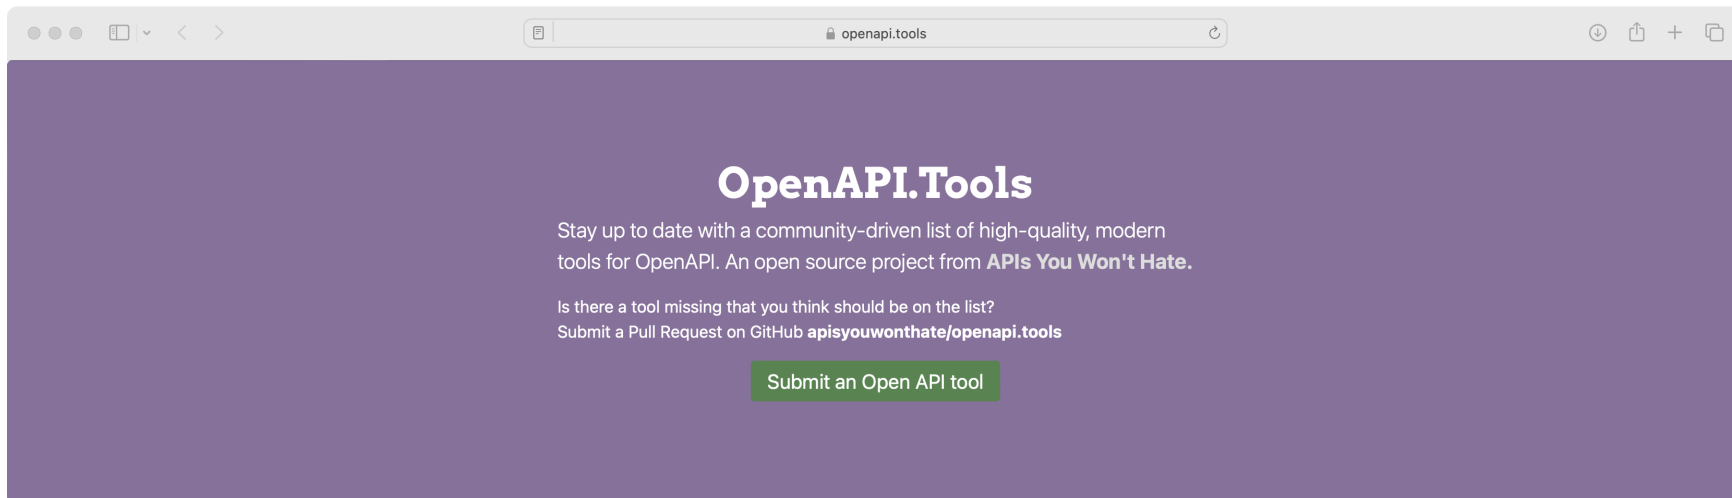 openapi.tools
OpenAPI.Tools
Stay up to date with a community-driven list of high-quality, modern
tools for OpenAPI. An open source project from APIs You Won't Hate.
Is there a tool missing that you think should be on the list?
Submit a Pull Request on GitHub apisyouwonthate/openapi.tools
Submit an Open API tool